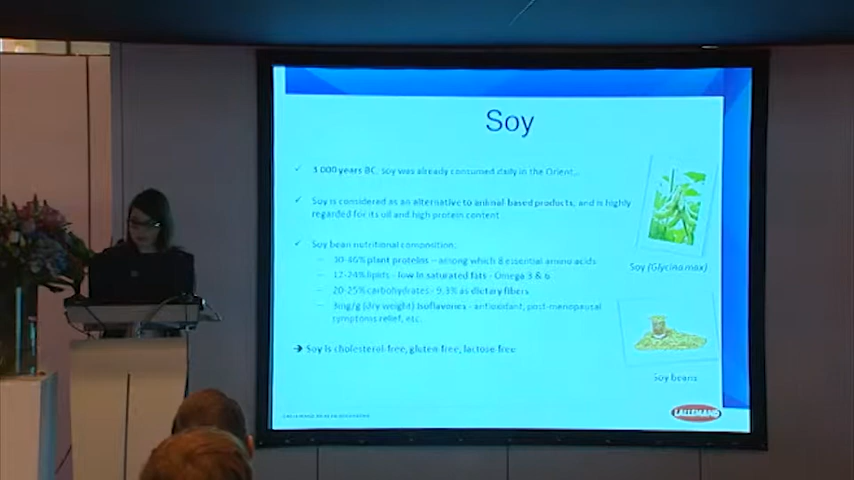 Soy
✓ 3 000 years BC, soy was already consumed daily in the Orient...
✓ Soy is considered as an alternative to animal-based products, and is highly
regarded for its oil and high protein content
✓ Soy bean nutritional composition:
– 30-46% plant proteins – among which 8 essential amino acids
– 12-24% lipids - low in saturated fats - Omega 3 & 6
– 20-25% carbohydrates - 9.3% as dietary fibers
– 3mg/g (dry weight) isoflavones - antioxidant, post-menopausal
symptoms relief, etc.
➔ Soy is cholesterol-free, gluten-free, lactose-free
Soy (Glycina max)
Soy beans
LALLEMAND